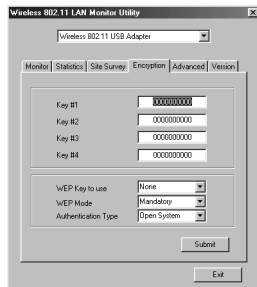 Wireless 802.11 LAN Monitor Utility
Wireless 802.11 USB Adapter
Monitor Statistics Site Survey Encryption Advanced Version
Key #1 0000000000
Key #2 0000000000
Key #3 0000000000
Key #4 0000000000
WEP Key to use None
WEP Mode Mandatory
Authentication Type Open System
Submit
Exit